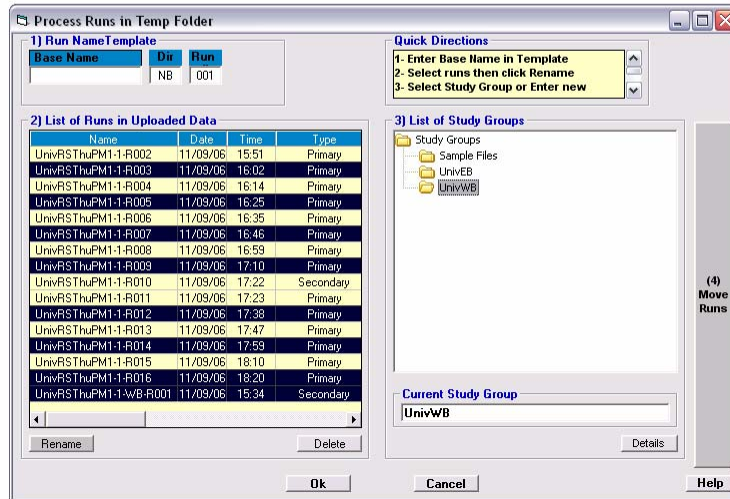 Process Runs in Temp Folder
1) Run NameTemplate
Base Name Dir Run
NB 001
Quick Directions
1- Enter Base Name in Template
2- Select runs then click Rename
3- Select Study Group or Enter new
2) List of Runs in Uploaded Data
Name Date Time Type
UnivRSThuPM1-1-R002 11/09/06 15:51 Primary
UnivRSThuPM1-1-R003 11/09/06 16:02 Primary
UnivRSThuPM1-1-R004 11/09/06 16:14 Primary
UnivRSThuPM1-1-R005 11/09/06 16:25 Primary
UnivRSThuPM1-1-R006 11/09/06 16:35 Primary
UnivRSThuPM1-1-R007 11/09/06 16:46 Primary
UnivRSThuPM1-1-R008 11/09/06 16:59 Primary
UnivRSThuPM1-1-R009 11/09/06 17:10 Primary
UnivRSThuPM1-1-R010 11/09/06 17:22 Secondary
UnivRSThuPM1-1-R011 11/09/06 17:23 Primary
UnivRSThuPM1-1-R012 11/09/06 17:38 Primary
UnivRSThuPM1-1-R013 11/09/06 17:47 Primary
UnivRSThuPM1-1-R014 11/09/06 17:59 Primary
UnivRSThuPM1-1-R015 11/09/06 18:10 Primary
UnivRSThuPM1-1-R016 11/09/06 18:20 Primary
UnivRSThuPM1-1-WB-R001 11/09/06 15:34 Secondary
Rename Delete
3) List of Study Groups
Study Groups
Sample Files
UnivEB
UnivWB
Current Study Group
UnivWB
Details
(4)
Move
Runs
Ok Cancel Help